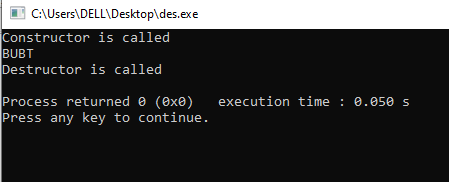 C:\Users\DELL\Desktop\des.exe
Constructor is called
BUBT
Destructor is called
Process returned 0 (0x0)   execution time : 0.050 s
Press any key to continue.